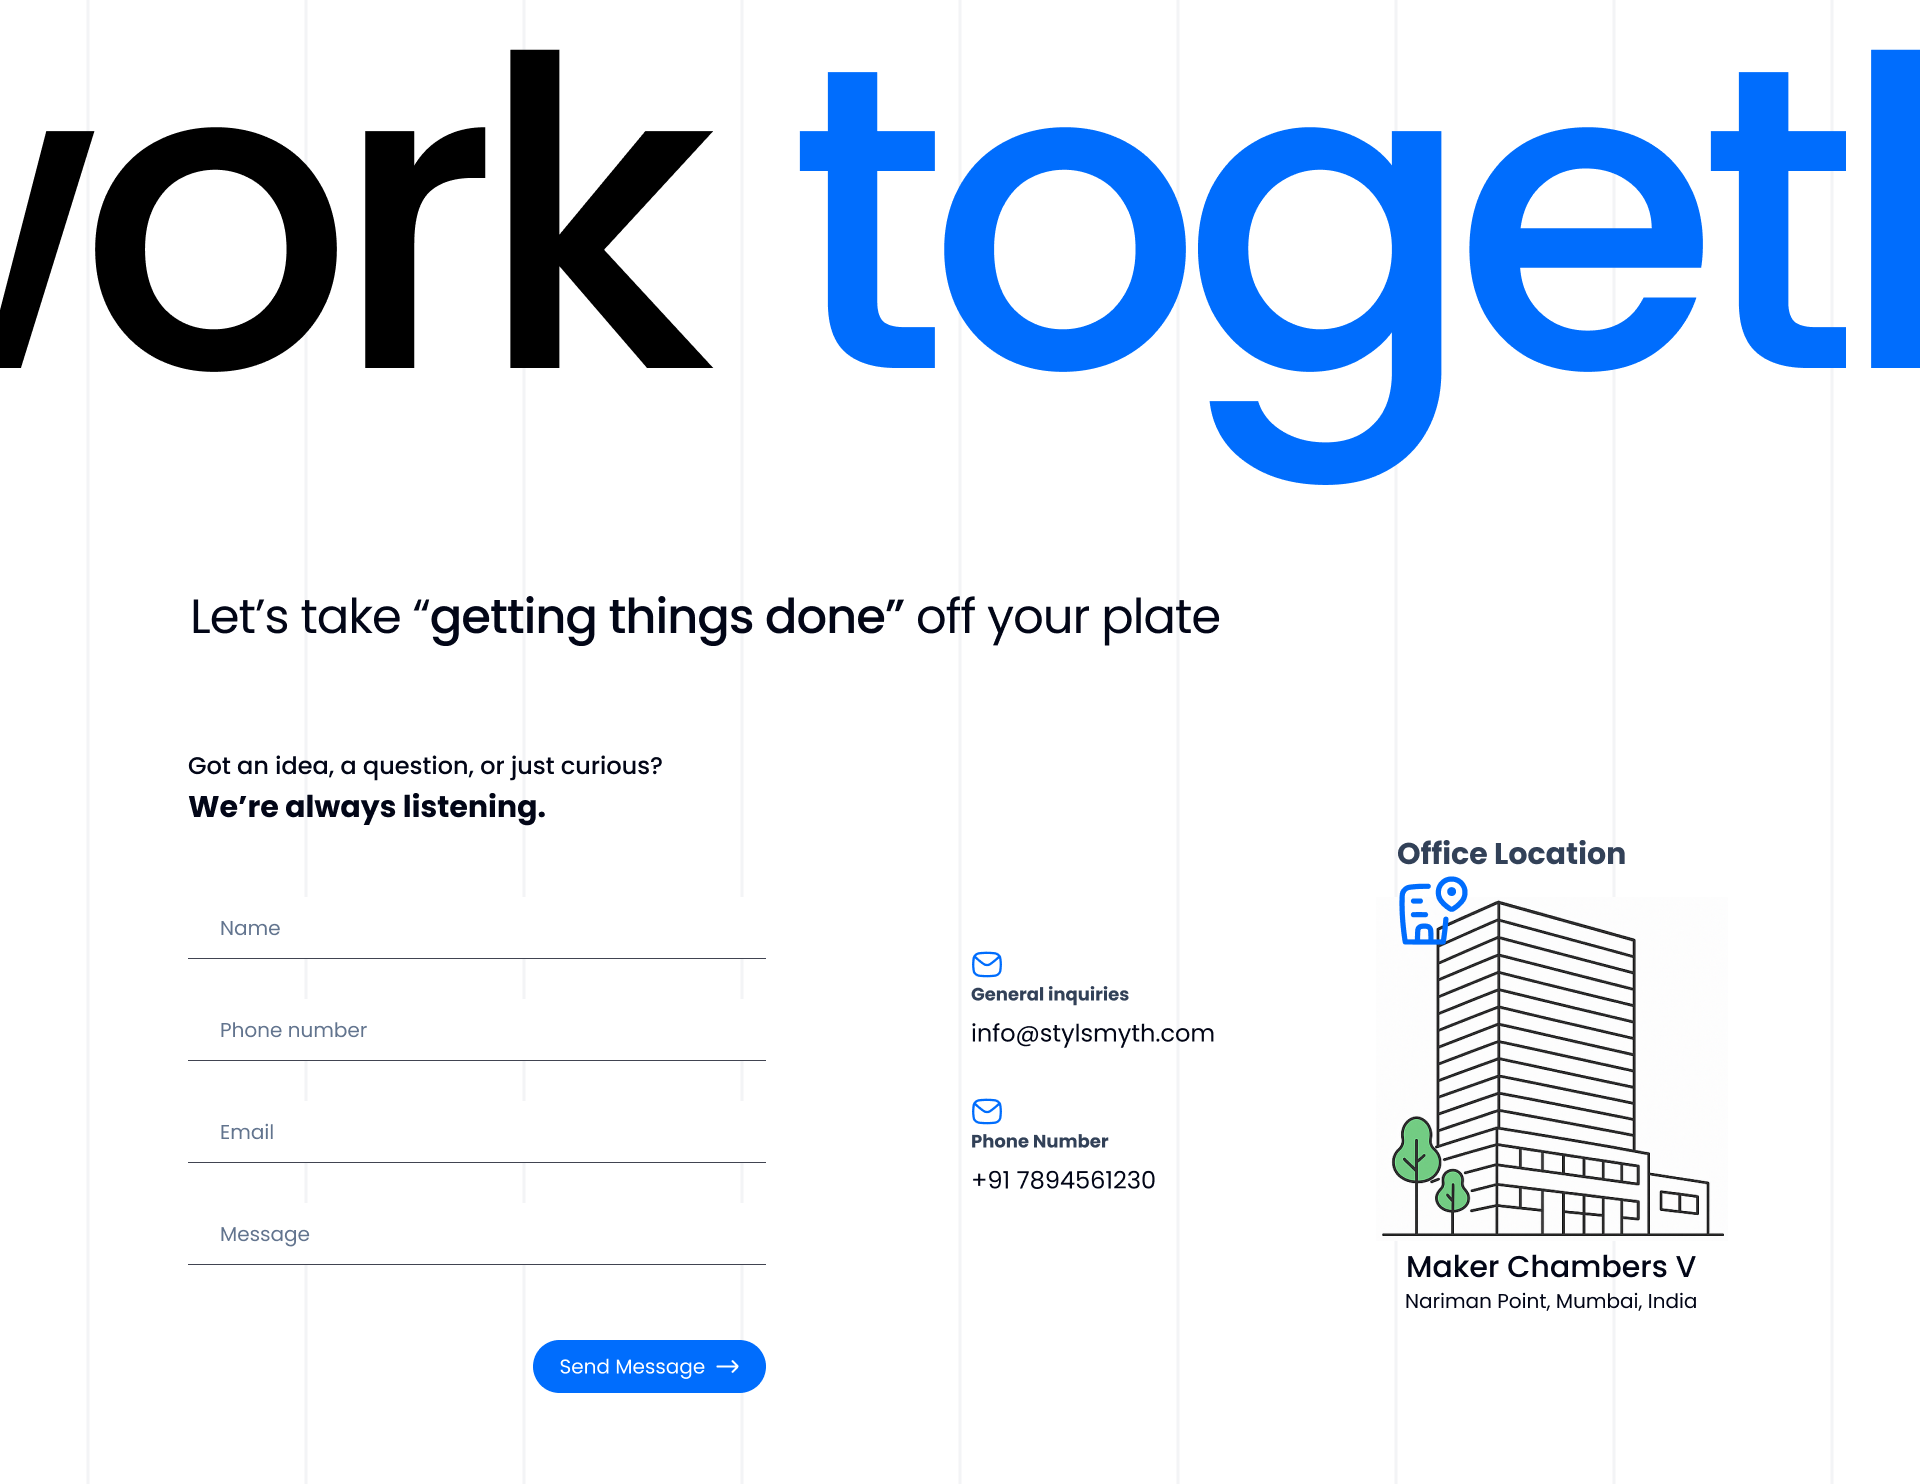 work together
Let’s take “getting things done” off your plate
Got an idea, a question, or just curious?
We’re always listening.
Name
Phone number
Email
Message
Send Message
General inquiries
info@stylsmyth.com
Phone Number
+91 7894561230
Office Location
Maker Chambers V
Nariman Point, Mumbai, India